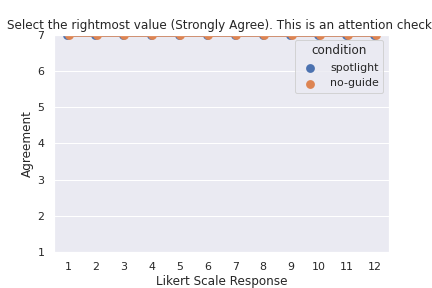 Select the rightmost value (Strongly Agree). This is an attention check
7
6
5
4
3
2
1
Agreement
condition
spotlight
no-guide
1 2 3 4 5 6 7 8 9 10 11 12
Likert Scale Response